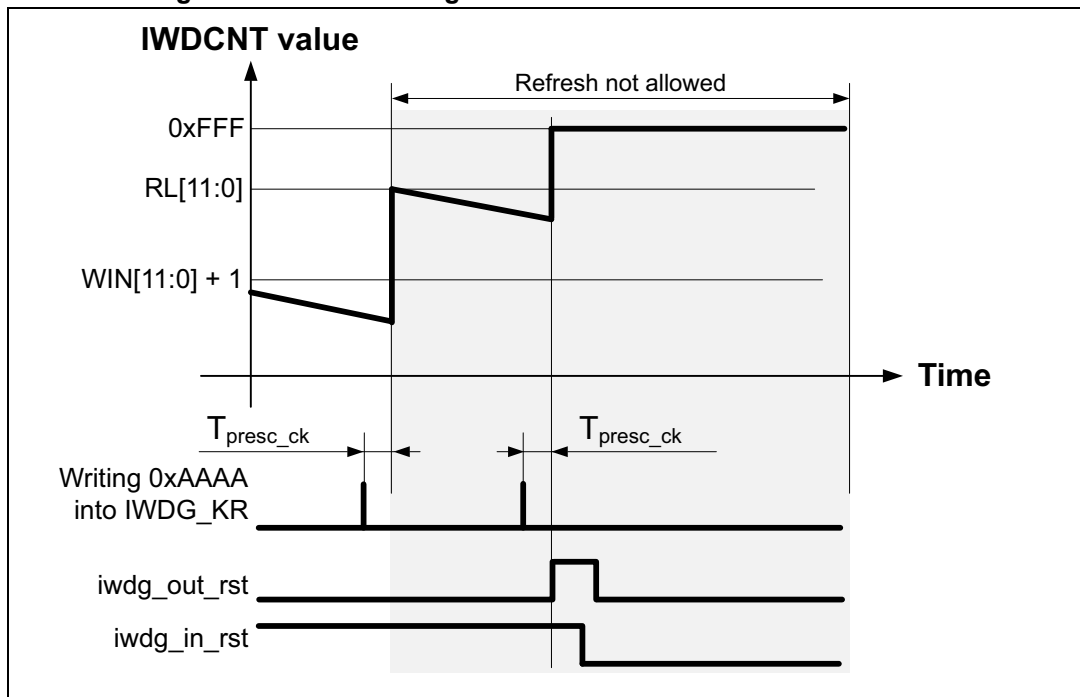 IWDCNT value
Refresh not allowed
0xFFF
RL[11:0]
WIN[11:0] + 1
Time
Tpresc_ck
Tpresc_ck
Writing 0xAAAA
into IWDG_KR
iwdg_out_rst
iwdg_in_rst